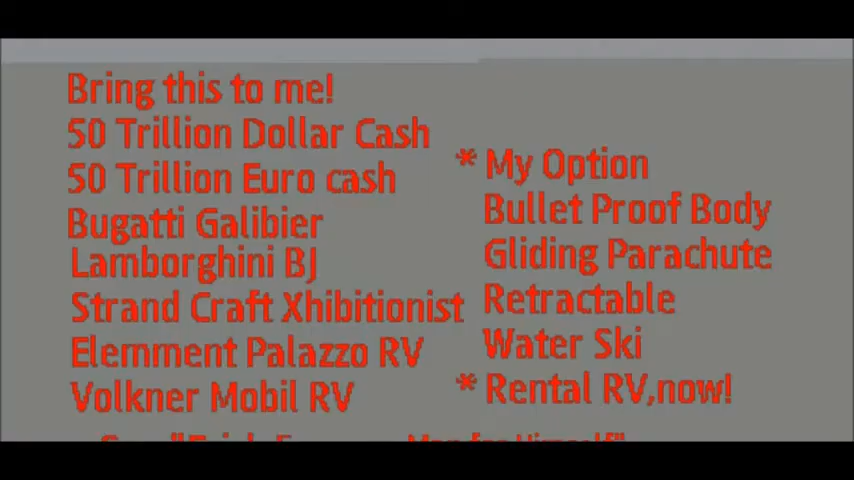 Bring this to me!
50 Trillion Dollar Cash
50 Trillion Euro cash
Bugatti Galibier
Lamborghini BJ
Strand Craft Xhibitionist
Elemment Palazzo RV
Volkner Mobil RV
* My Option
Bullet Proof Body
Gliding Parachute
Retractable
Water Ski
* Rental RV,now!